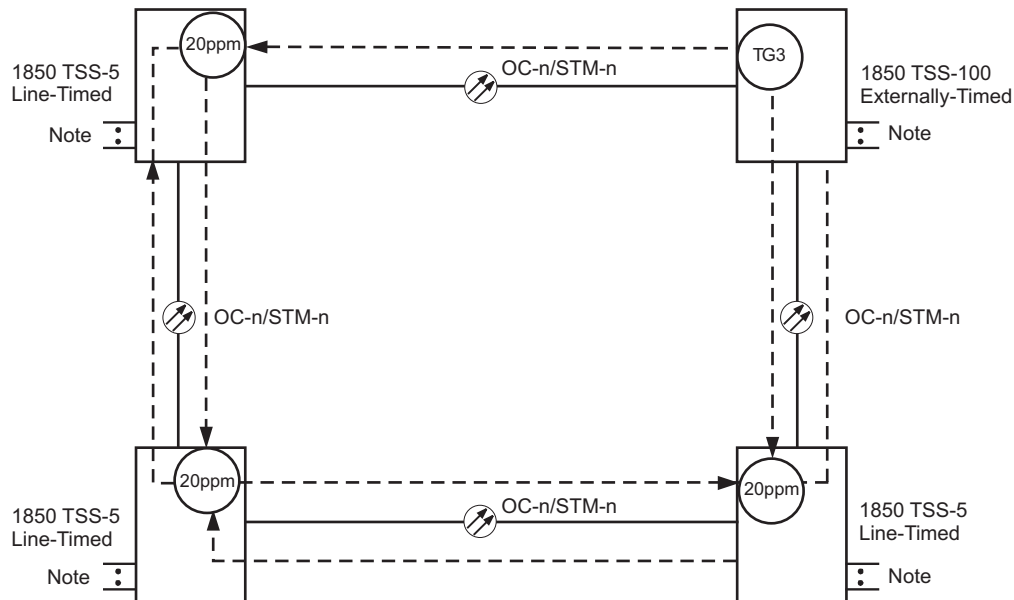 20ppm
TG3
1850 TSS-5
Line-Timed
OC-n/STM-n
1850 TSS-100
Externally-Timed
Note
Note
OC-n/STM-n
OC-n/STM-n
20ppm
20ppm
1850 TSS-5
Line-Timed
OC-n/STM-n
1850 TSS-5
Line-Timed
Note
Note